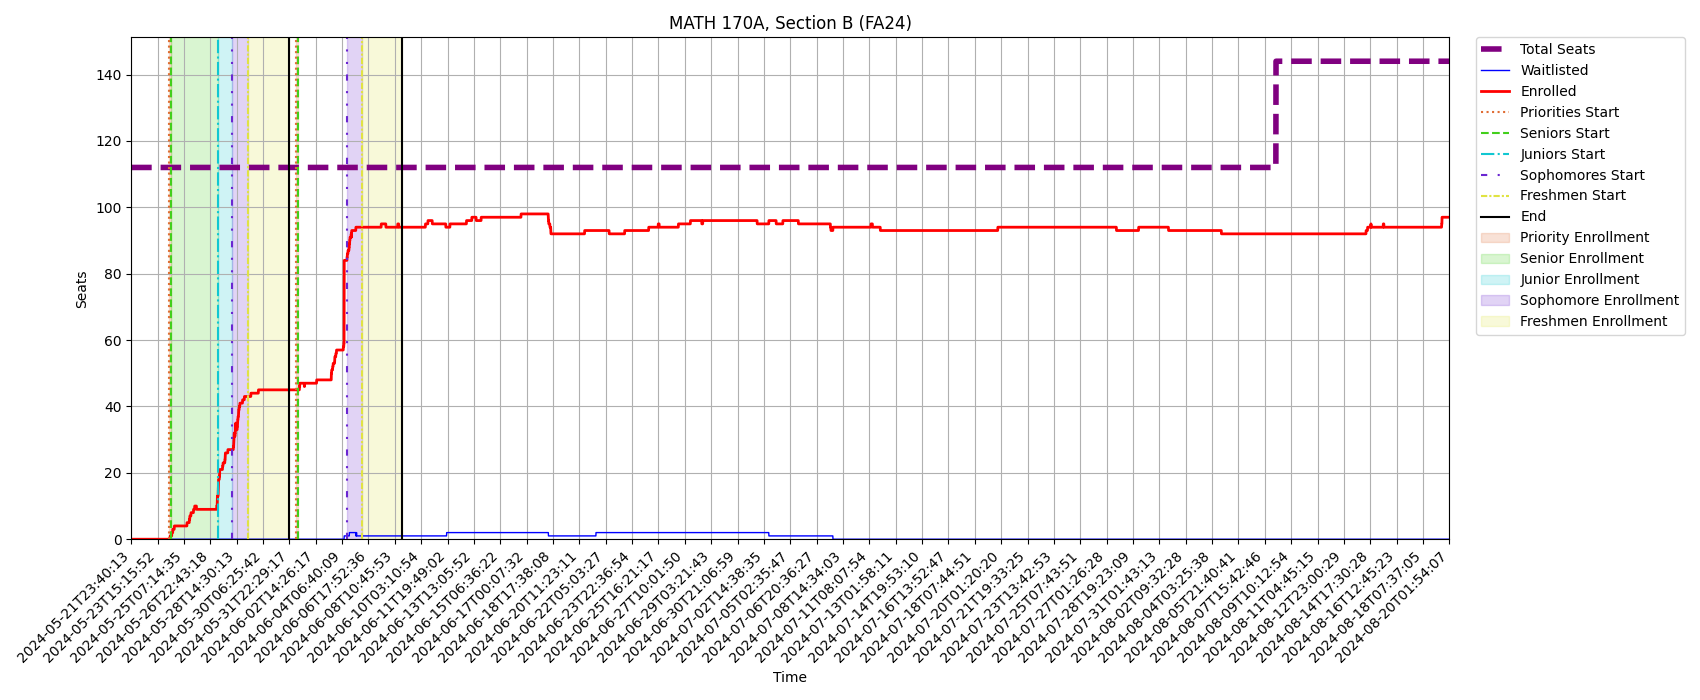 MATH 170A, Section B (FA24)
Seats
140
120
100
80
60
40
20
0
2024-05-21T23:40:13
2024-05-23T15:15:52
2024-05-25T07:14:35
2024-05-26T22:43:18
2024-05-28T14:30:13
2024-05-30T06:25:42
2024-05-31T22:29:17
2024-06-02T14:26:17
2024-06-04T06:40:09
2024-06-06T17:52:36
2024-06-08T10:45:53
2024-06-10T03:10:54
2024-06-11T19:49:02
2024-06-13T13:05:52
2024-06-15T06:36:22
2024-06-17T00:07:32
2024-06-18T17:38:08
2024-06-20T11:23:11
2024-06-22T05:03:27
2024-06-23T22:36:54
2024-06-25T16:21:17
2024-06-27T10:01:50
2024-06-29T03:21:43
2024-06-30T21:06:59
2024-07-02T14:38:35
2024-07-05T02:35:47
2024-07-06T20:36:27
2024-07-08T14:34:03
2024-07-11T08:07:54
2024-07-13T01:58:11
2024-07-14T19:53:10
2024-07-16T13:52:47
2024-07-18T07:44:51
2024-07-20T01:20:20
2024-07-21T19:33:25
2024-07-23T13:42:53
2024-07-25T07:43:51
2024-07-27T01:26:28
2024-07-28T19:23:09
2024-07-31T01:43:13
2024-08-02T09:32:28
2024-08-04T03:25:38
2024-08-05T21:40:41
2024-08-07T15:42:46
2024-08-09T10:12:54
2024-08-11T04:45:15
2024-08-12T23:00:29
2024-08-14T17:30:28
2024-08-16T12:45:23
2024-08-18T07:37:05
2024-08-20T01:54:07
Time
Total Seats
Waitlisted
Enrolled
Priorities Start
Seniors Start
Juniors Start
Sophomores Start
Freshmen Start
End
Priority Enrollment
Senior Enrollment
Junior Enrollment
Sophomore Enrollment
Freshmen Enrollment